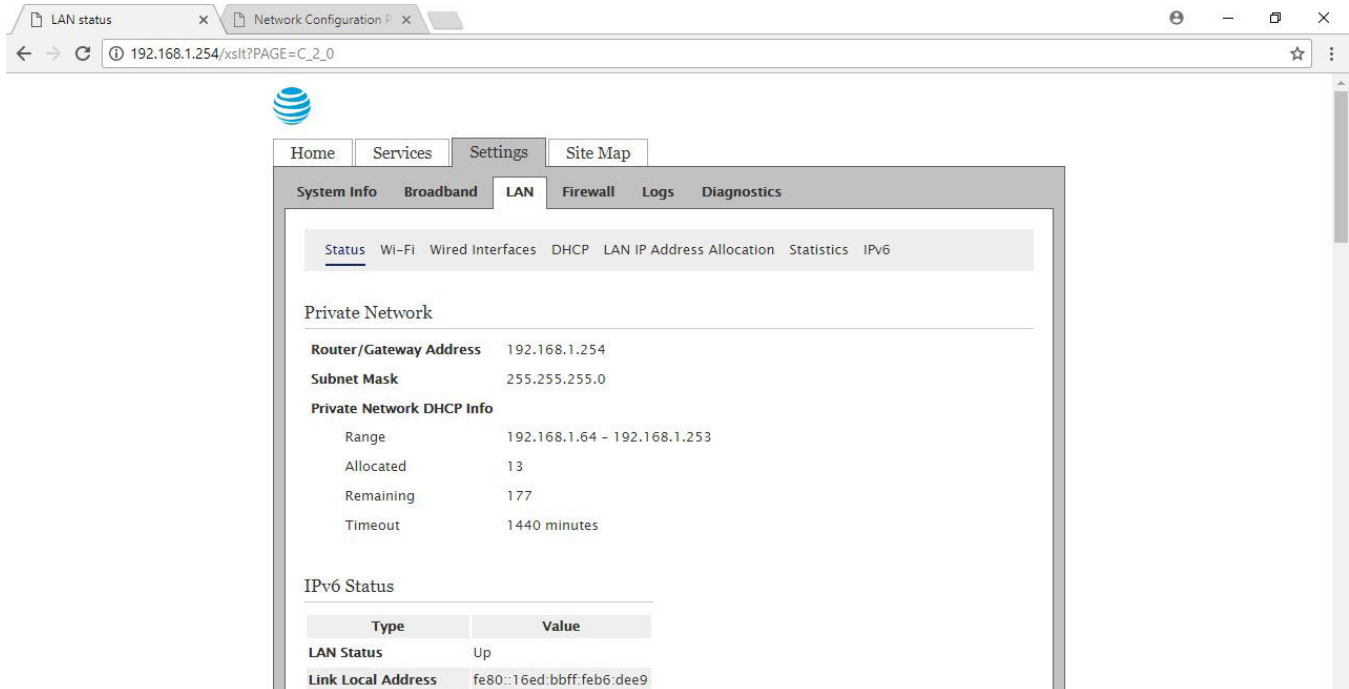 LAN status
Network Configuration P
192.168.1.254/xslt?PAGE=C_2_0
Home Services Settings Site Map
System Info Broadband LAN Firewall Logs Diagnostics
Status Wi-Fi Wired Interfaces DHCP LAN IP Address Allocation Statistics IPv6
Private Network
Router/Gateway Address 192.168.1.254
Subnet Mask 255.255.255.0
Private Network DHCP Info
Range 192.168.1.64 - 192.168.1.253
Allocated 13
Remaining 177
Timeout 1440 minutes
IPv6 Status
Type Value
LAN Status Up
Link Local Address fe80::16ed:bbff:feb6:dee9